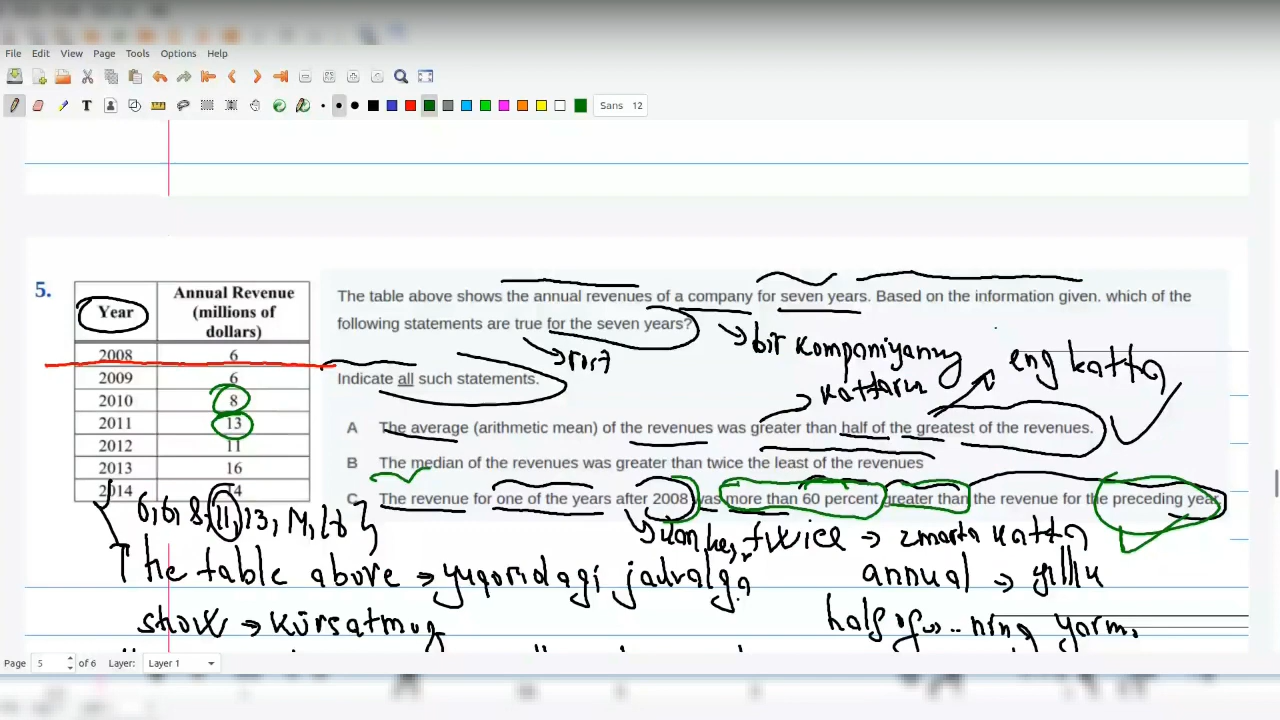 File Edit View Page Tools Options Help
T Sans 12
5.
Year Annual Revenue (millions of dollars)
2008 6
2009 6
2010 8
2011 13
2012 11
2013 16
2014 14
The table above shows the annual revenues of a company for seven years. Based on the information given. which of the
following statements are true for the seven years?
Indicate all such statements.
A The average (arithmetic mean) of the revenues was greater than half of the greatest of the revenues.
B The median of the revenues was greater than twice the least of the revenues
C The revenue for one of the years after 2008 was more than 60 percent greater than the revenue for the preceding year
bir kompaniyaning
eng katta
6, 6, 8, 11, 13, 14, 16 }
twice → katta
The table above → yuqoridagi
annual → yillik
show →
half of → .. ning yarmi
Page 5 of 6 Layer: Layer 1